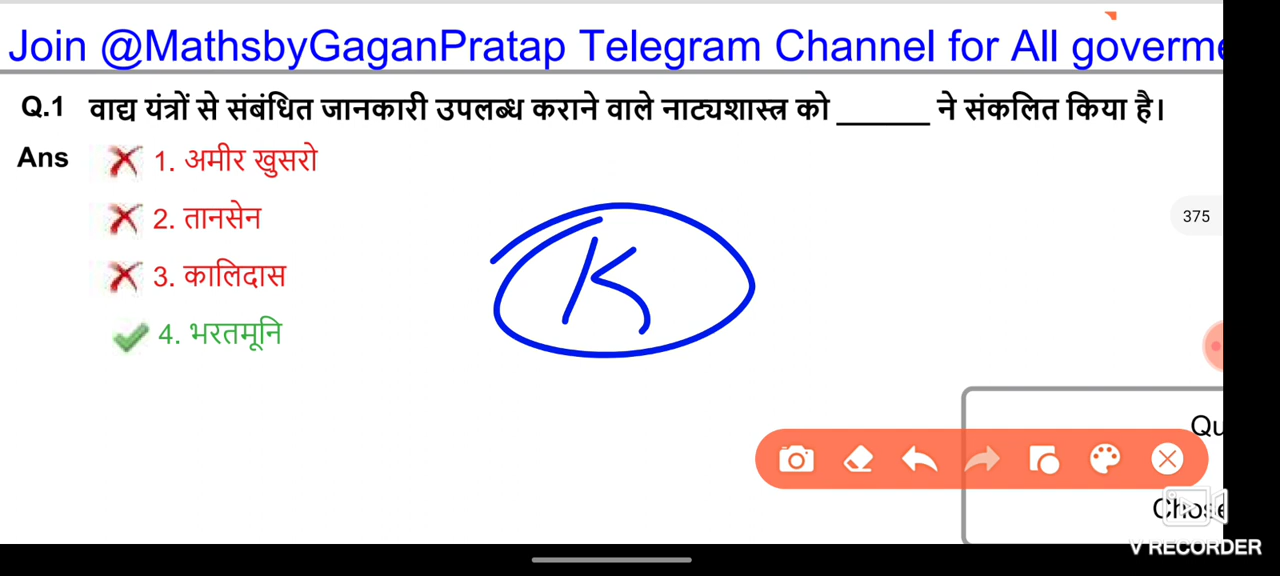 Join @MathsbyGaganPratap Telegram Channel for All goverme
Q.1 वाद्य यंत्रों से संबंधित जानकारी उपलब्ध कराने वाले नाट्यशास्त्र को ______ ने संकलित किया है।
Ans 1. अमीर खुसरो
2. तानसेन
3. कालिदास
4. भरतमूनि
K
375
Qu
Chose
V RECORDER